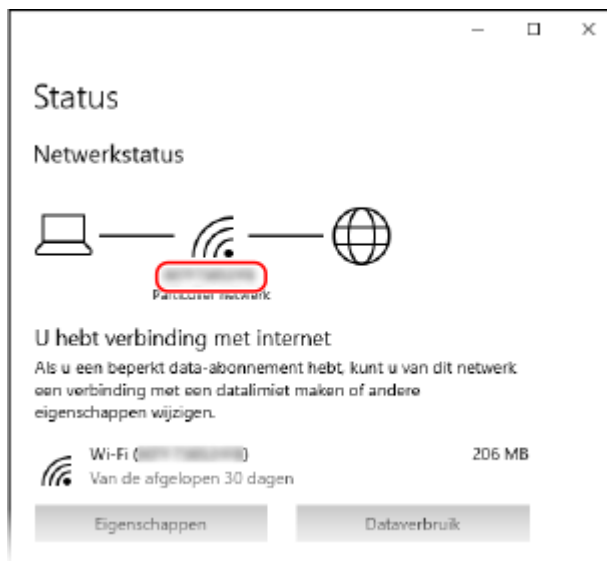 Status
Netwerkstatus
Particulier netwerk
U hebt verbinding met internet
Als u een beperkt data-abonnement hebt, kunt u van dit netwerk
een verbinding met een datalimiet maken of andere
eigenschappen wijzigen.
Wi-Fi ( )
206 MB
Van de afgelopen 30 dagen
Eigenschappen
Dataverbruik